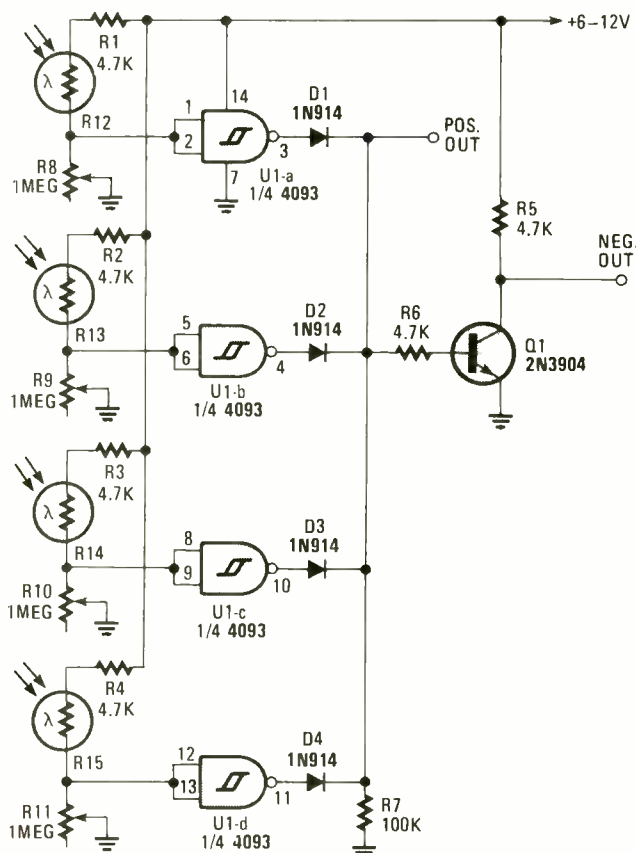 +6–12V
R1
4.7K
λ
R12
R8
1MEG
1
2
14
3
7
U1-a
1/4 4093
D1
1N914
POS.
OUT
R5
4.7K
NEG.
OUT
R2
4.7K
λ
R13
R9
1MEG
5
6
4
U1-b
1/4 4093
D2
1N914
R6
4.7K
Q1
2N3904
R3
4.7K
λ
R14
R10
1MEG
8
9
10
U1-c
1/4 4093
D3
1N914
R4
4.7K
λ
R15
R11
1MEG
12
13
11
U1-d
1/4 4093
D4
1N914
R7
100K